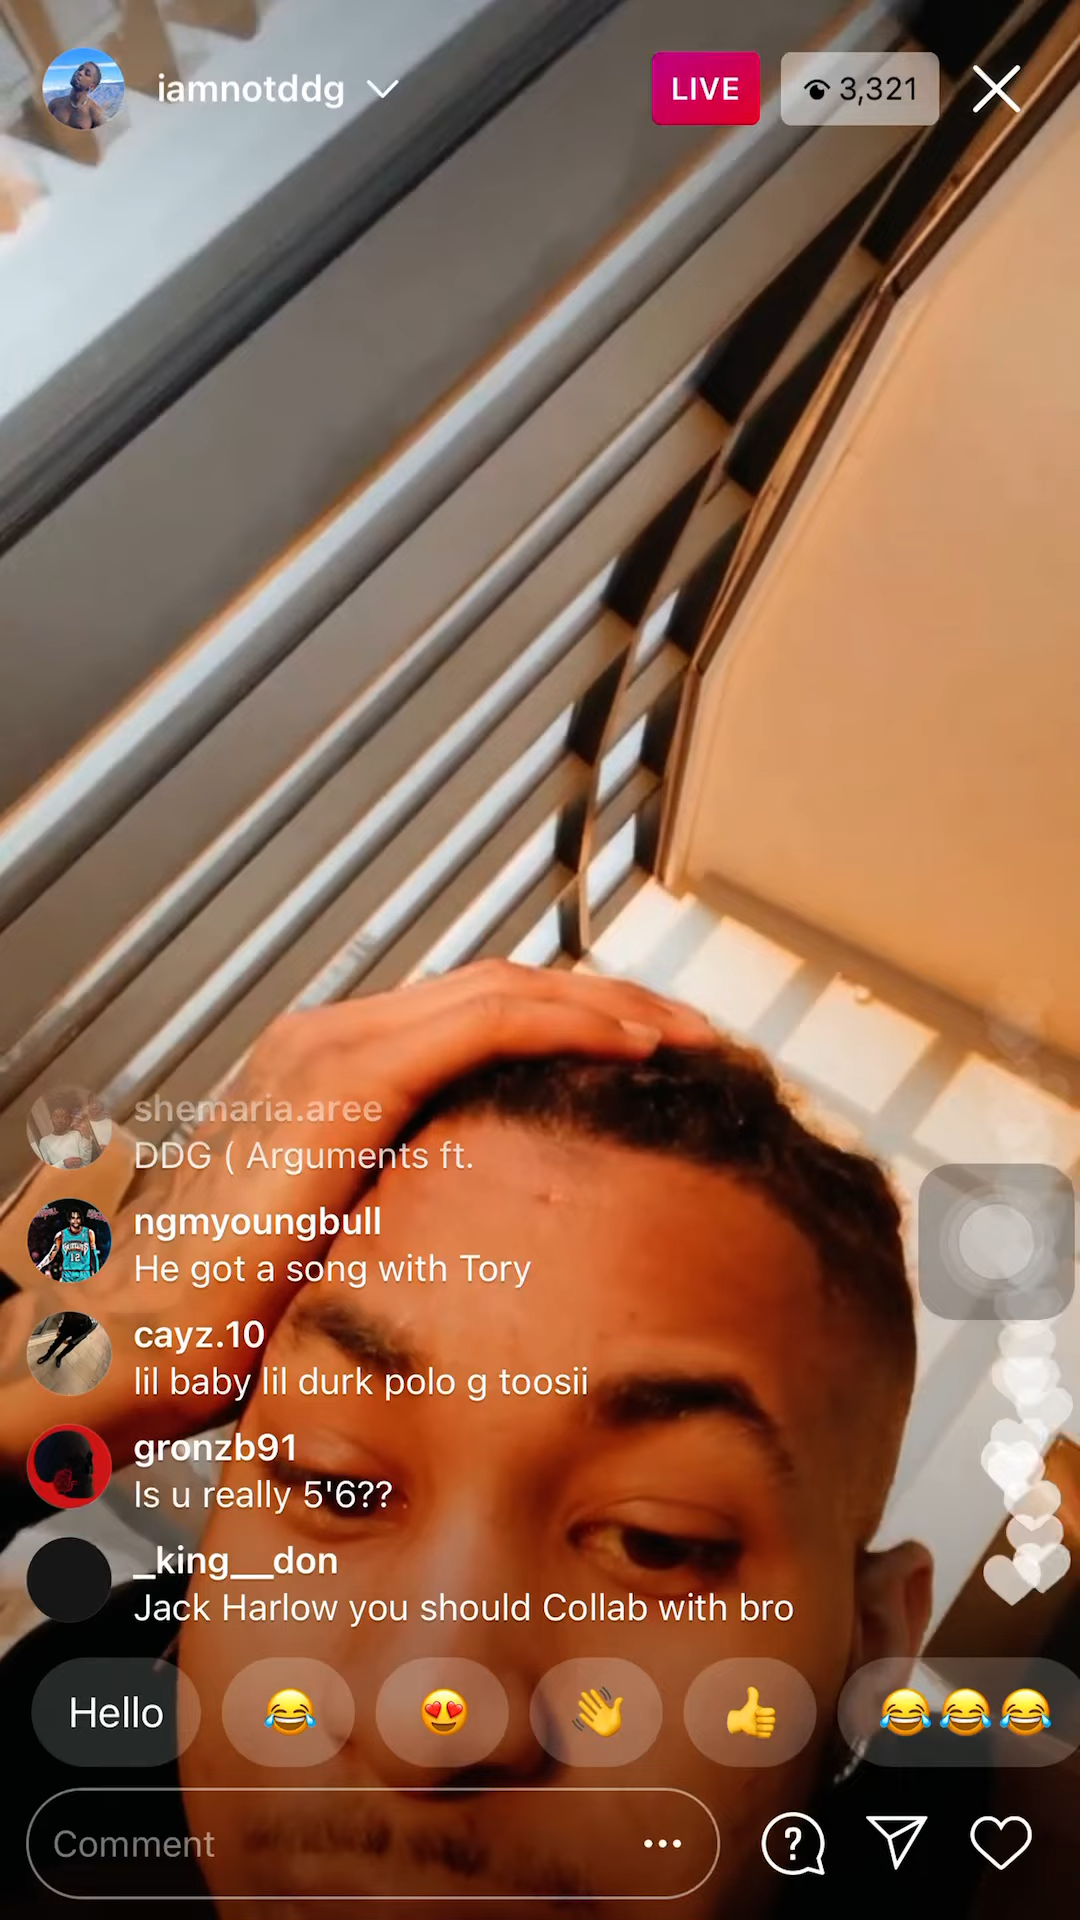 iamnotddg
LIVE
3,321
shemaria.aree
DDG ( Arguments ft.
ngmyoungbull
He got a song with Tory
cayz.10
lil baby lil durk polo g toosii
gronzb91
Is u really 5'6??
_king__don
Jack Harlow you should Collab with bro
Hello
Comment